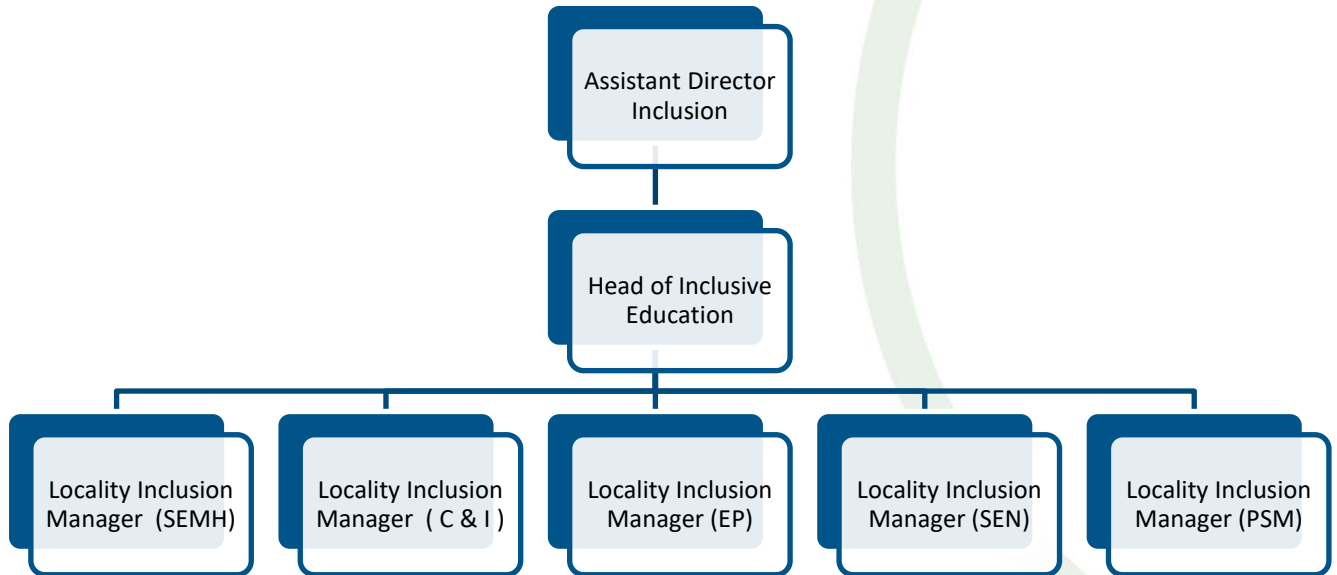 Assistant Director
Inclusion
Head of Inclusive
Education
Locality Inclusion
Manager (SEMH)
Locality Inclusion
Manager ( C & I )
Locality Inclusion
Manager (EP)
Locality Inclusion
Manager (SEN)
Locality Inclusion
Manager (PSM)